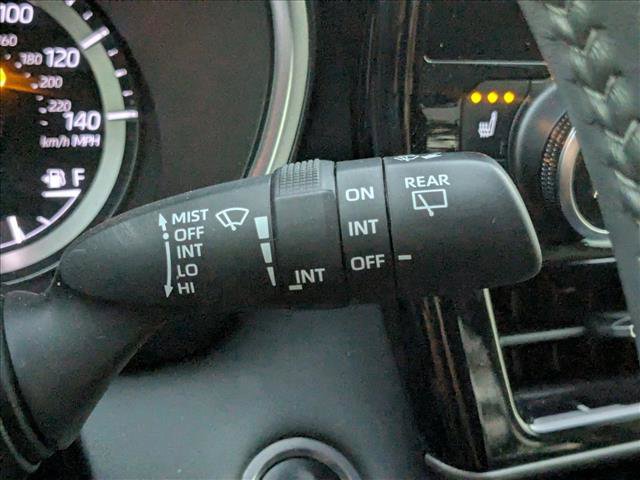 100
160
120
180
200
220
140
km/h MPH
F
MIST
OFF
INT
LO
HI
INT
ON
INT
OFF
REAR